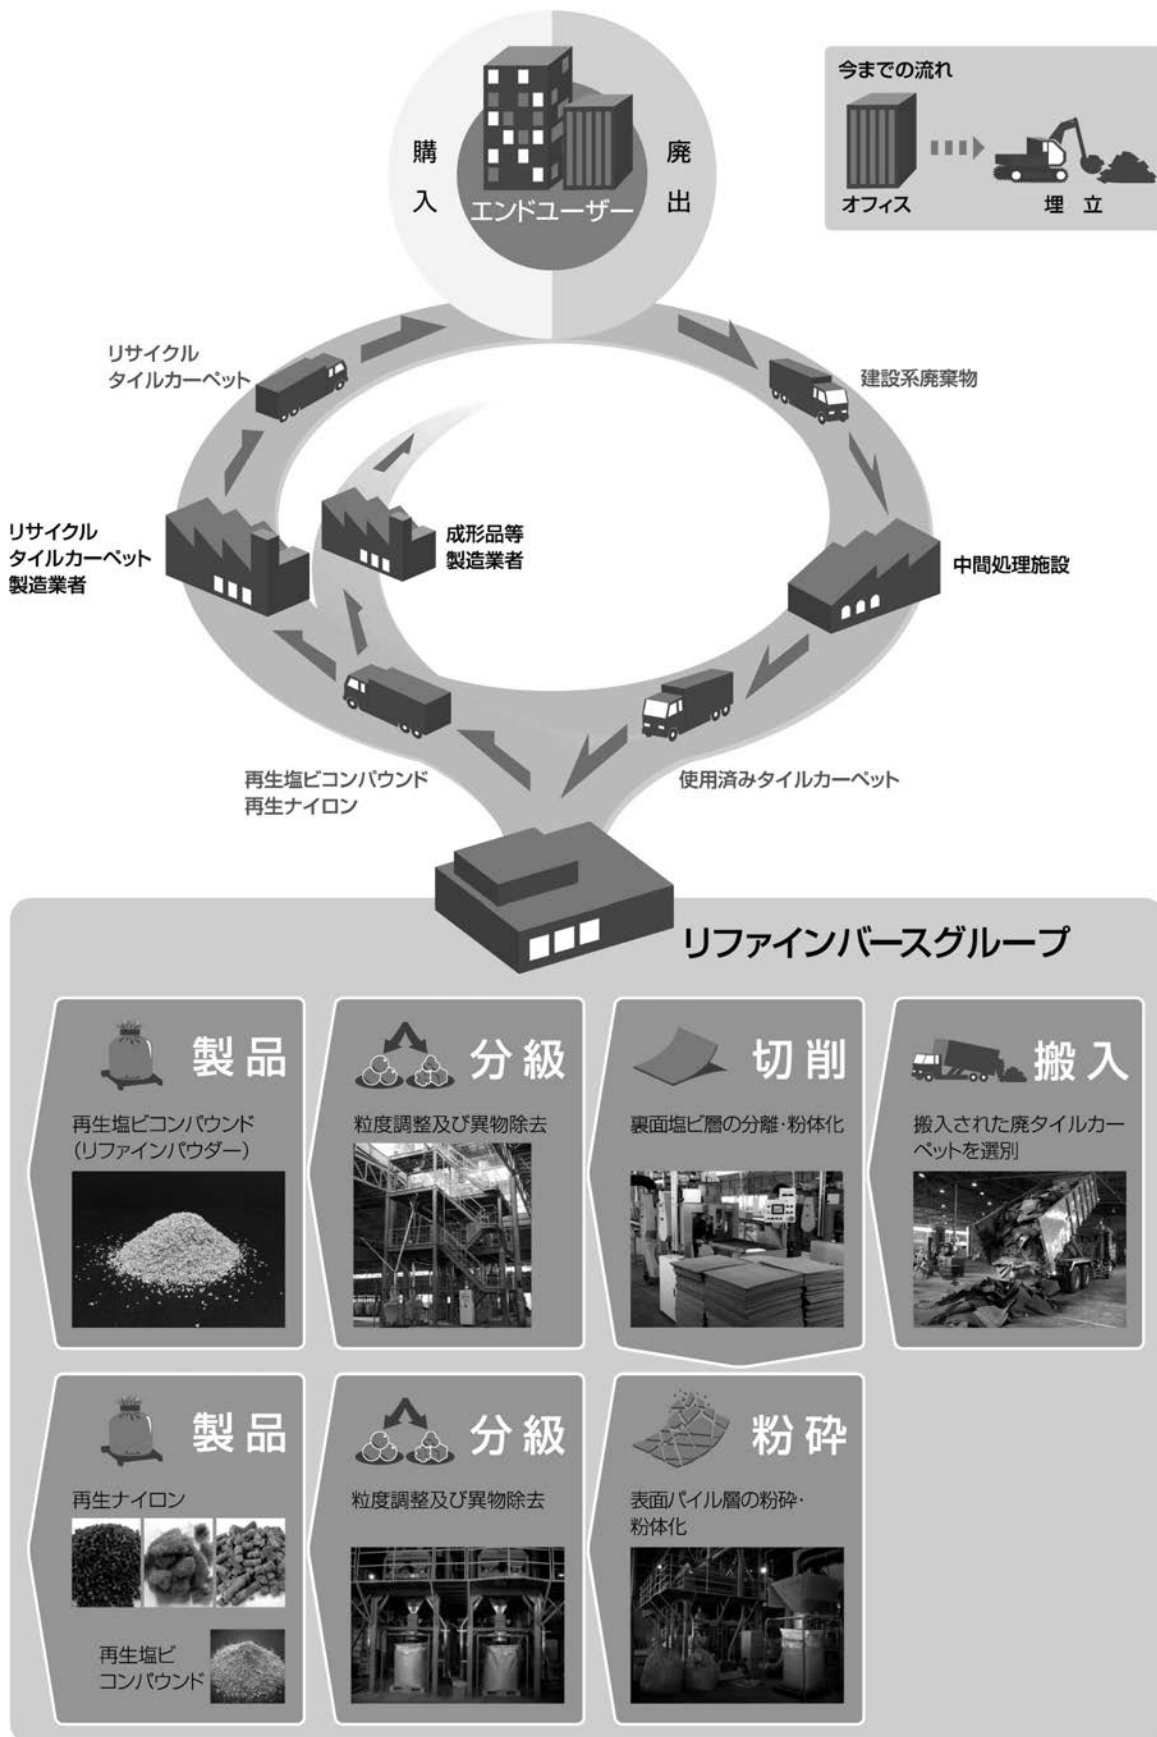 今までの流れ
オフィス
埋 立
購入
廃出
エンドユーザー
リサイクル
タイルカーペット
建設系廃棄物
リサイクル
タイルカーペット
製造業者
成形品等
製造業者
中間処理施設
再生塩ビコンパウンド
再生ナイロン
使用済みタイルカーペット
リファインバースグループ
製品
再生塩ビコンパウンド
(リファインパウダー)
分級
粒度調整及び異物除去
切削
裏面塩ビ層の分離・粉体化
搬入
搬入された廃タイルカー
ペットを選別
製品
再生ナイロン
再生塩ビ
コンパウンド
分級
粒度調整及び異物除去
粉砕
表面パイル層の粉砕・
粉体化